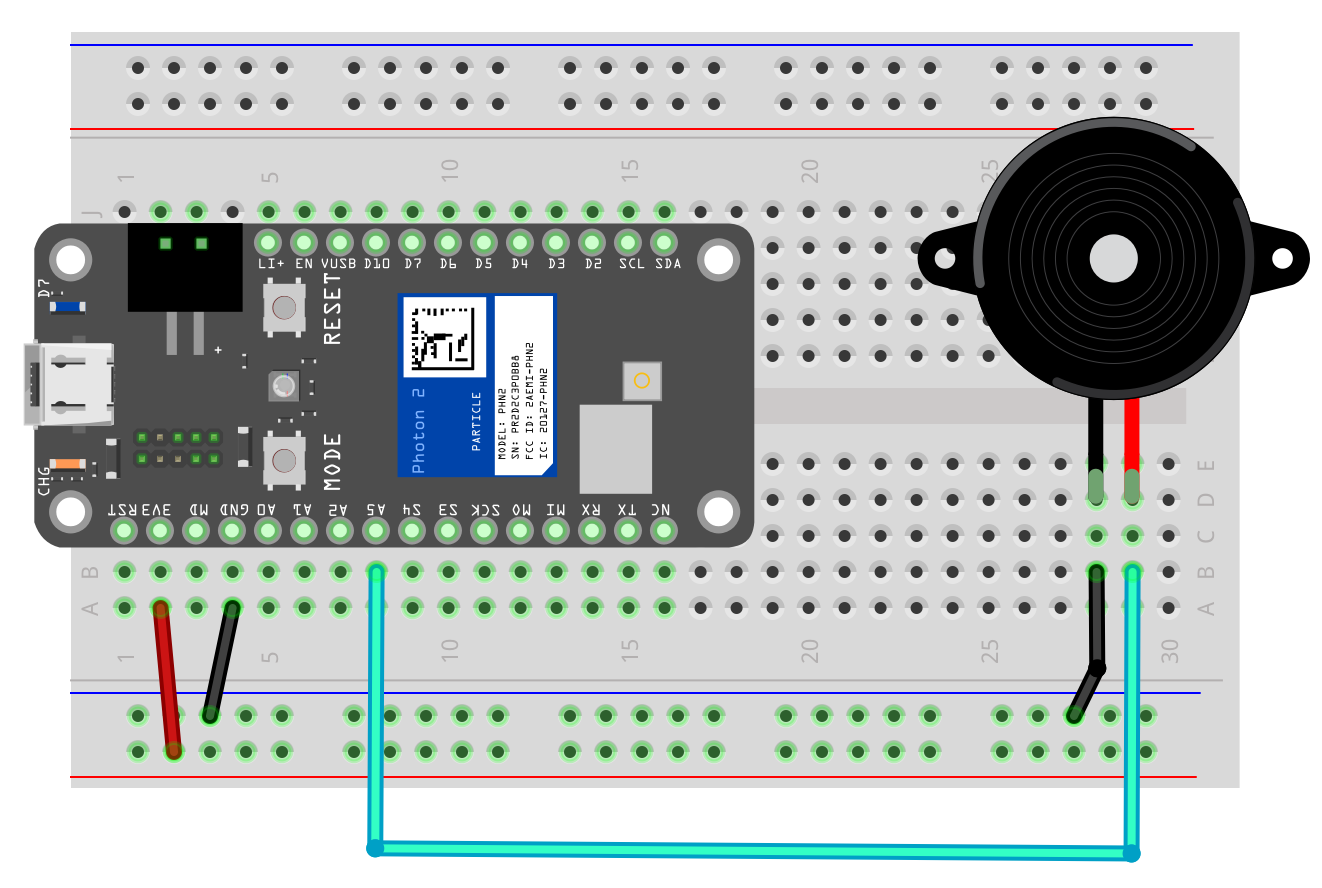 1 5 10 15 20 25
J
LI+ EN VUSB D10 D7 D6 D5 D4 D3 D2 SCL SDA
D7
RESET
+
Photon 2
PARTICLE
MODEL: PHN2
SN: PR2D2C3POBB8
FCC ID: 2AEMI-PHN2
IC: 20127-PHN2
MODE
CHG
RST 3V3 MD GND A0 A1 A2 A5 S4 S3 SCK MO MI RX TX NC
E
D
C
B B
A A
1 5 10 15 20 25 30